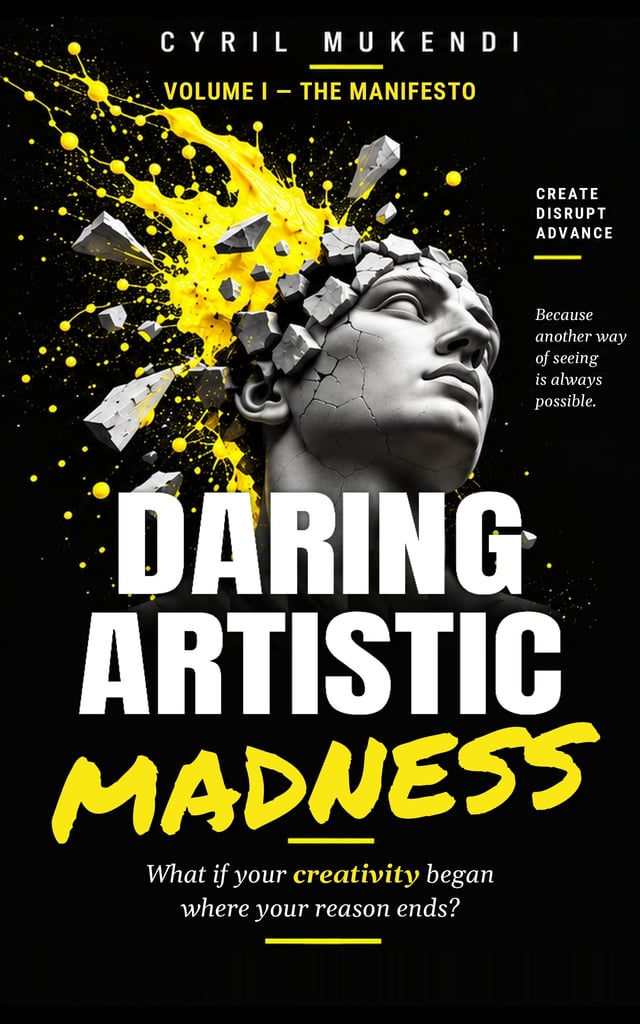 CYRIL MUKENDI
VOLUME I — THE MANIFESTO
CREATE
DISRUPT
ADVANCE
Because
another way
of seeing
is always
possible.
DARING
ARTISTIC
MADNESS
What if your creativity began
where your reason ends?